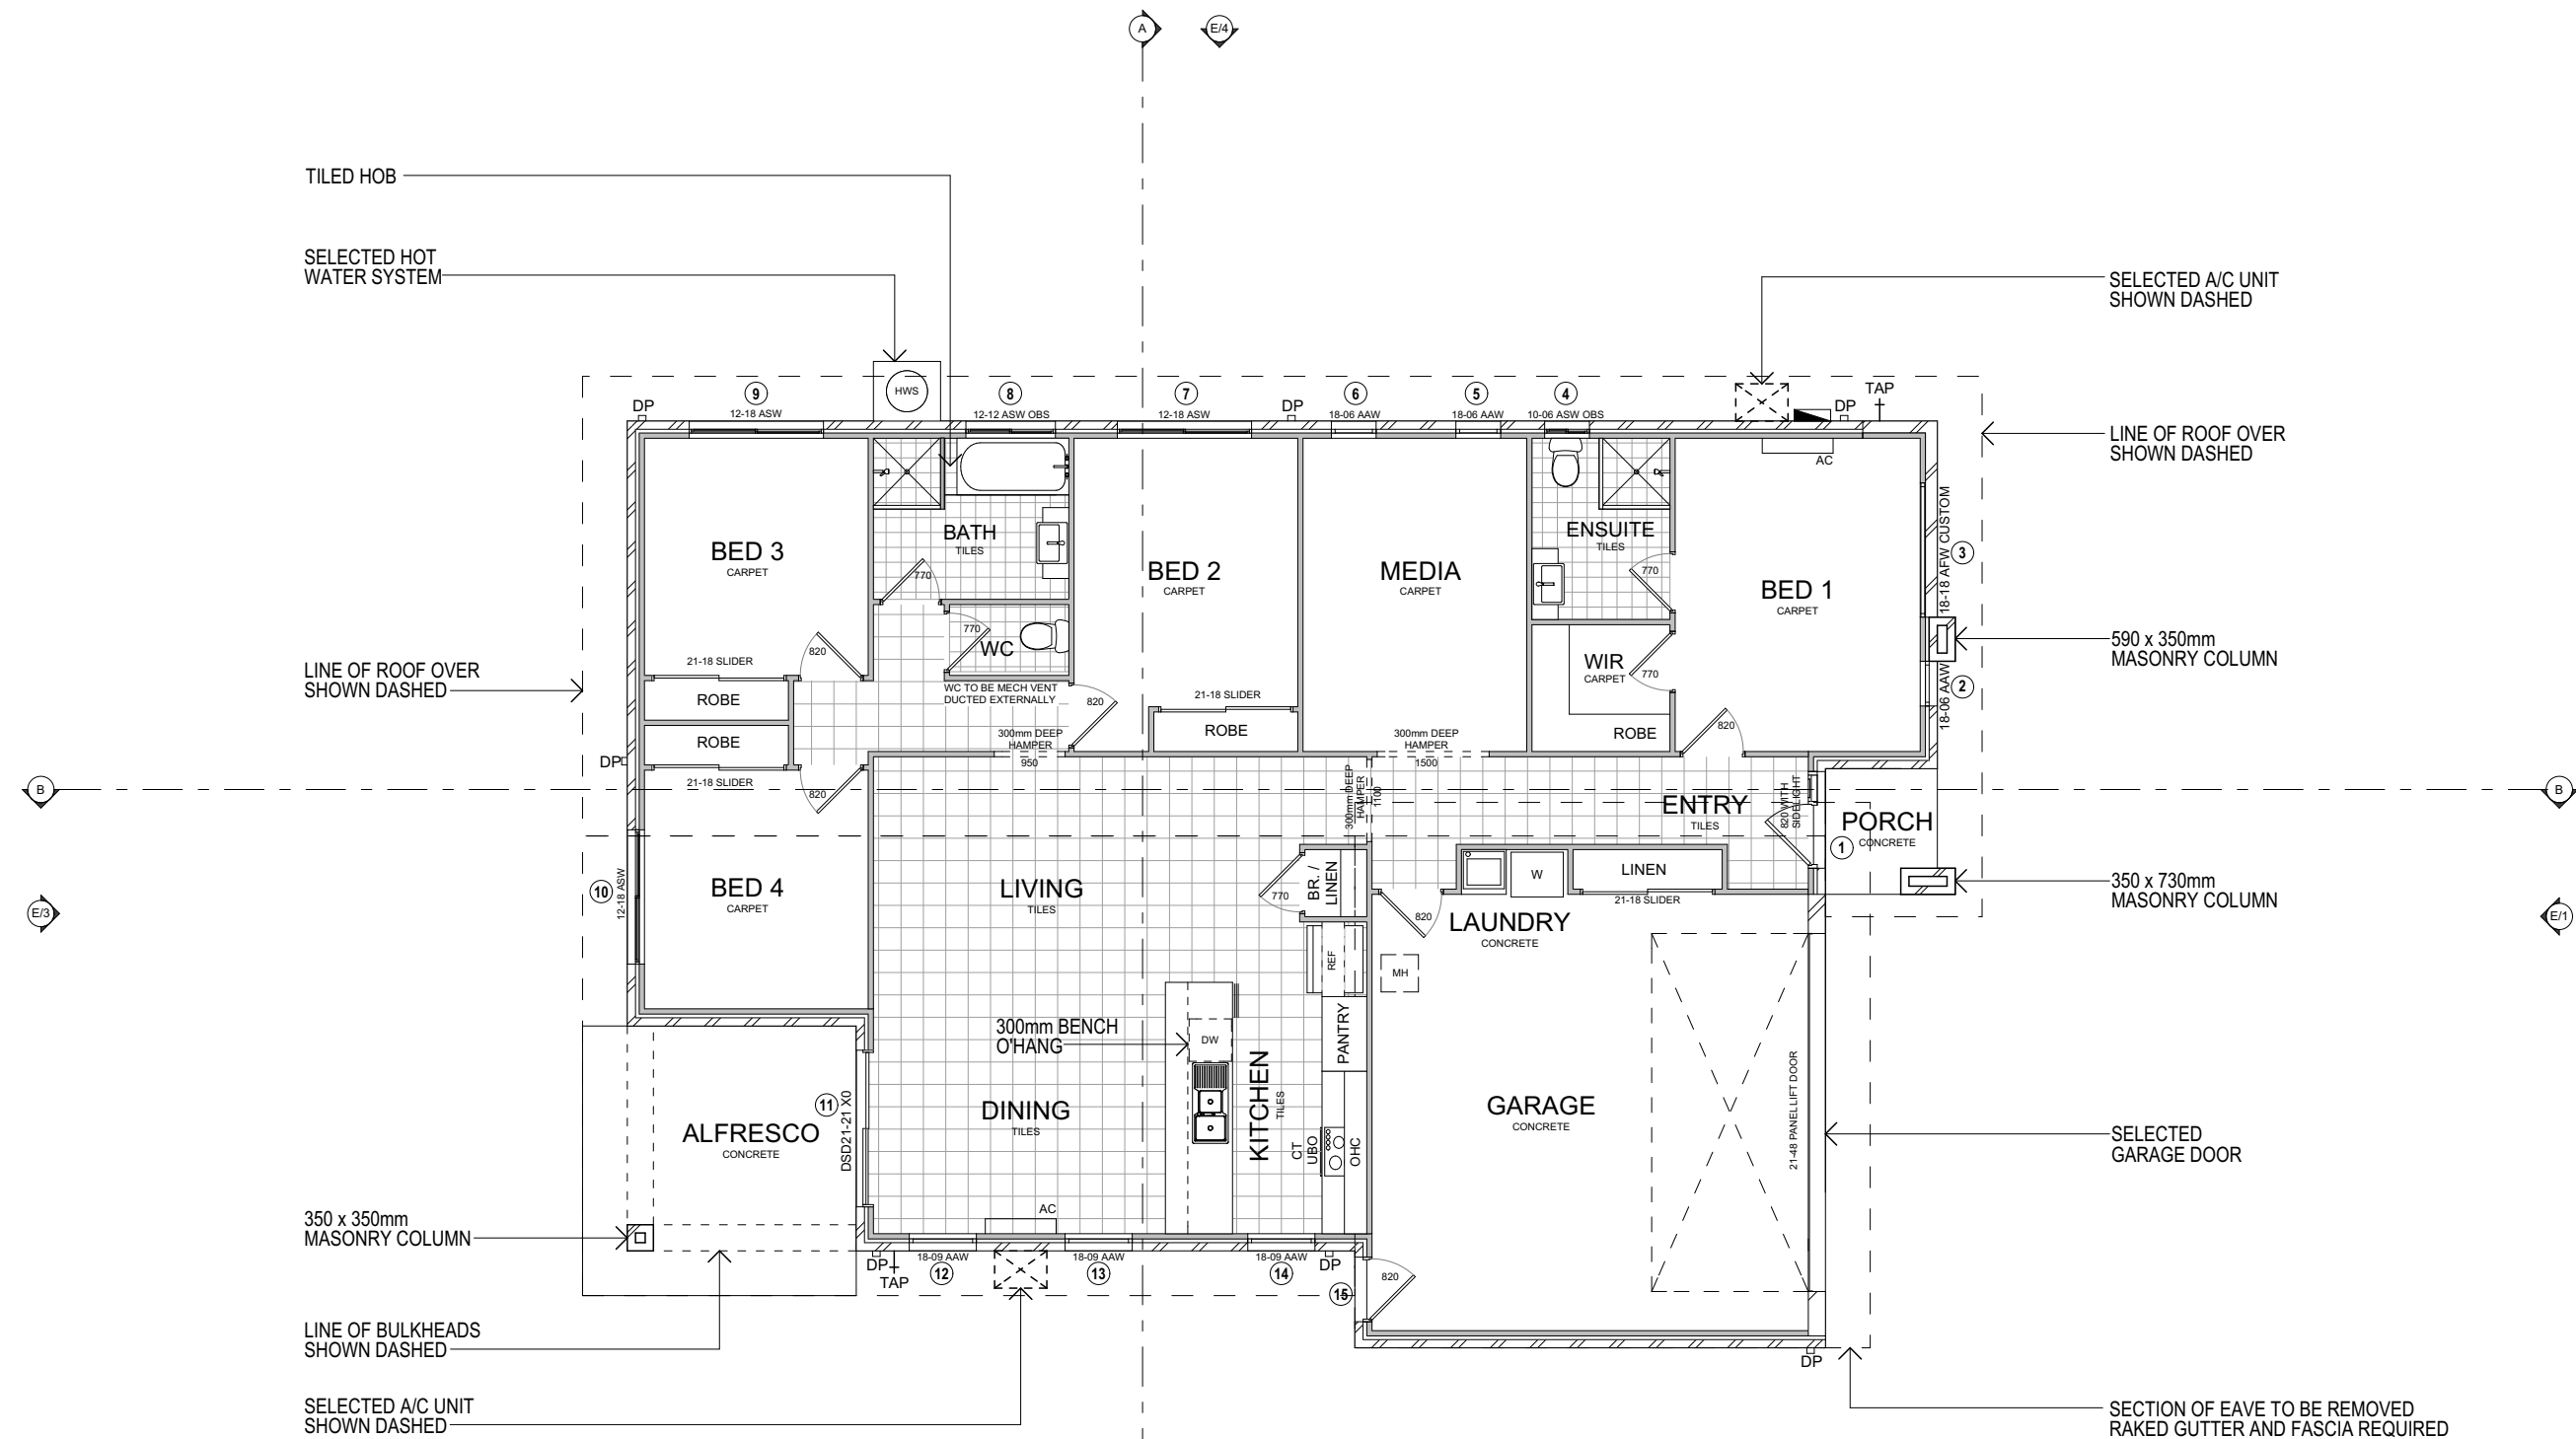 A
E/4
TILED HOB
SELECTED HOT
WATER SYSTEM
SELECTED A/C UNIT
SHOWN DASHED
HWS
9
8
7
6
5
4
TAP
DP
DP
DP
12-18 ASW
12-12 ASW OBS
12-18 ASW
18-06 AAW
18-06 AAW
10-06 ASW OBS
LINE OF ROOF OVER
SHOWN DASHED
AC
BED 3
CARPET
BATH
TILES
770
BED 2
CARPET
MEDIA
CARPET
ENSUITE
TILES
770
BED 1
CARPET
18-18 AFW CUSTOM
3
590 x 350mm
MASONRY COLUMN
770
WC
820
WIR
CARPET
770
LINE OF ROOF OVER
SHOWN DASHED
21-18 SLIDER
ROBE
WC TO BE MECH VENT
DUCTED EXTERNALLY
820
21-18 SLIDER
ROBE
ROBE
820
18-06 AAW
2
ROBE
300mm DEEP
HAMPER
950
300mm DEEP
HAMPER
1500
DP
21-18 SLIDER
820
300mm DEEP
HAMPER
1100
B
B
ENTRY
TILES
820 WITH
SIDELIGHT
PORCH
CONCRETE
1
BED 4
CARPET
10
12-18 ASW
LIVING
TILES
770
BR. /
LINEN
W
LINEN
21-18 SLIDER
350 x 730mm
MASONRY COLUMN
E/3
E/1
820
LAUNDRY
CONCRETE
REF
MH
300mm BENCH
O'HANG
DW
PANTRY
KITCHEN
TILES
11
DSD21-21 X0
ALFRESCO
CONCRETE
DINING
TILES
CT
UBO
OHC
GARAGE
CONCRETE
21-48 PANELLIFT DOOR
SELECTED
GARAGE DOOR
350 x 350mm
MASONRY COLUMN
AC
DP
TAP
18-09 AAW
12
18-09 AAW
13
18-09 AAW
14
DP
15
820
LINE OF BULKHEADS
SHOWN DASHED
DP
SELECTED A/C UNIT
SHOWN DASHED
SECTION OF EAVE TO BE REMOVED
RAKED GUTTER AND FASCIA REQUIRED